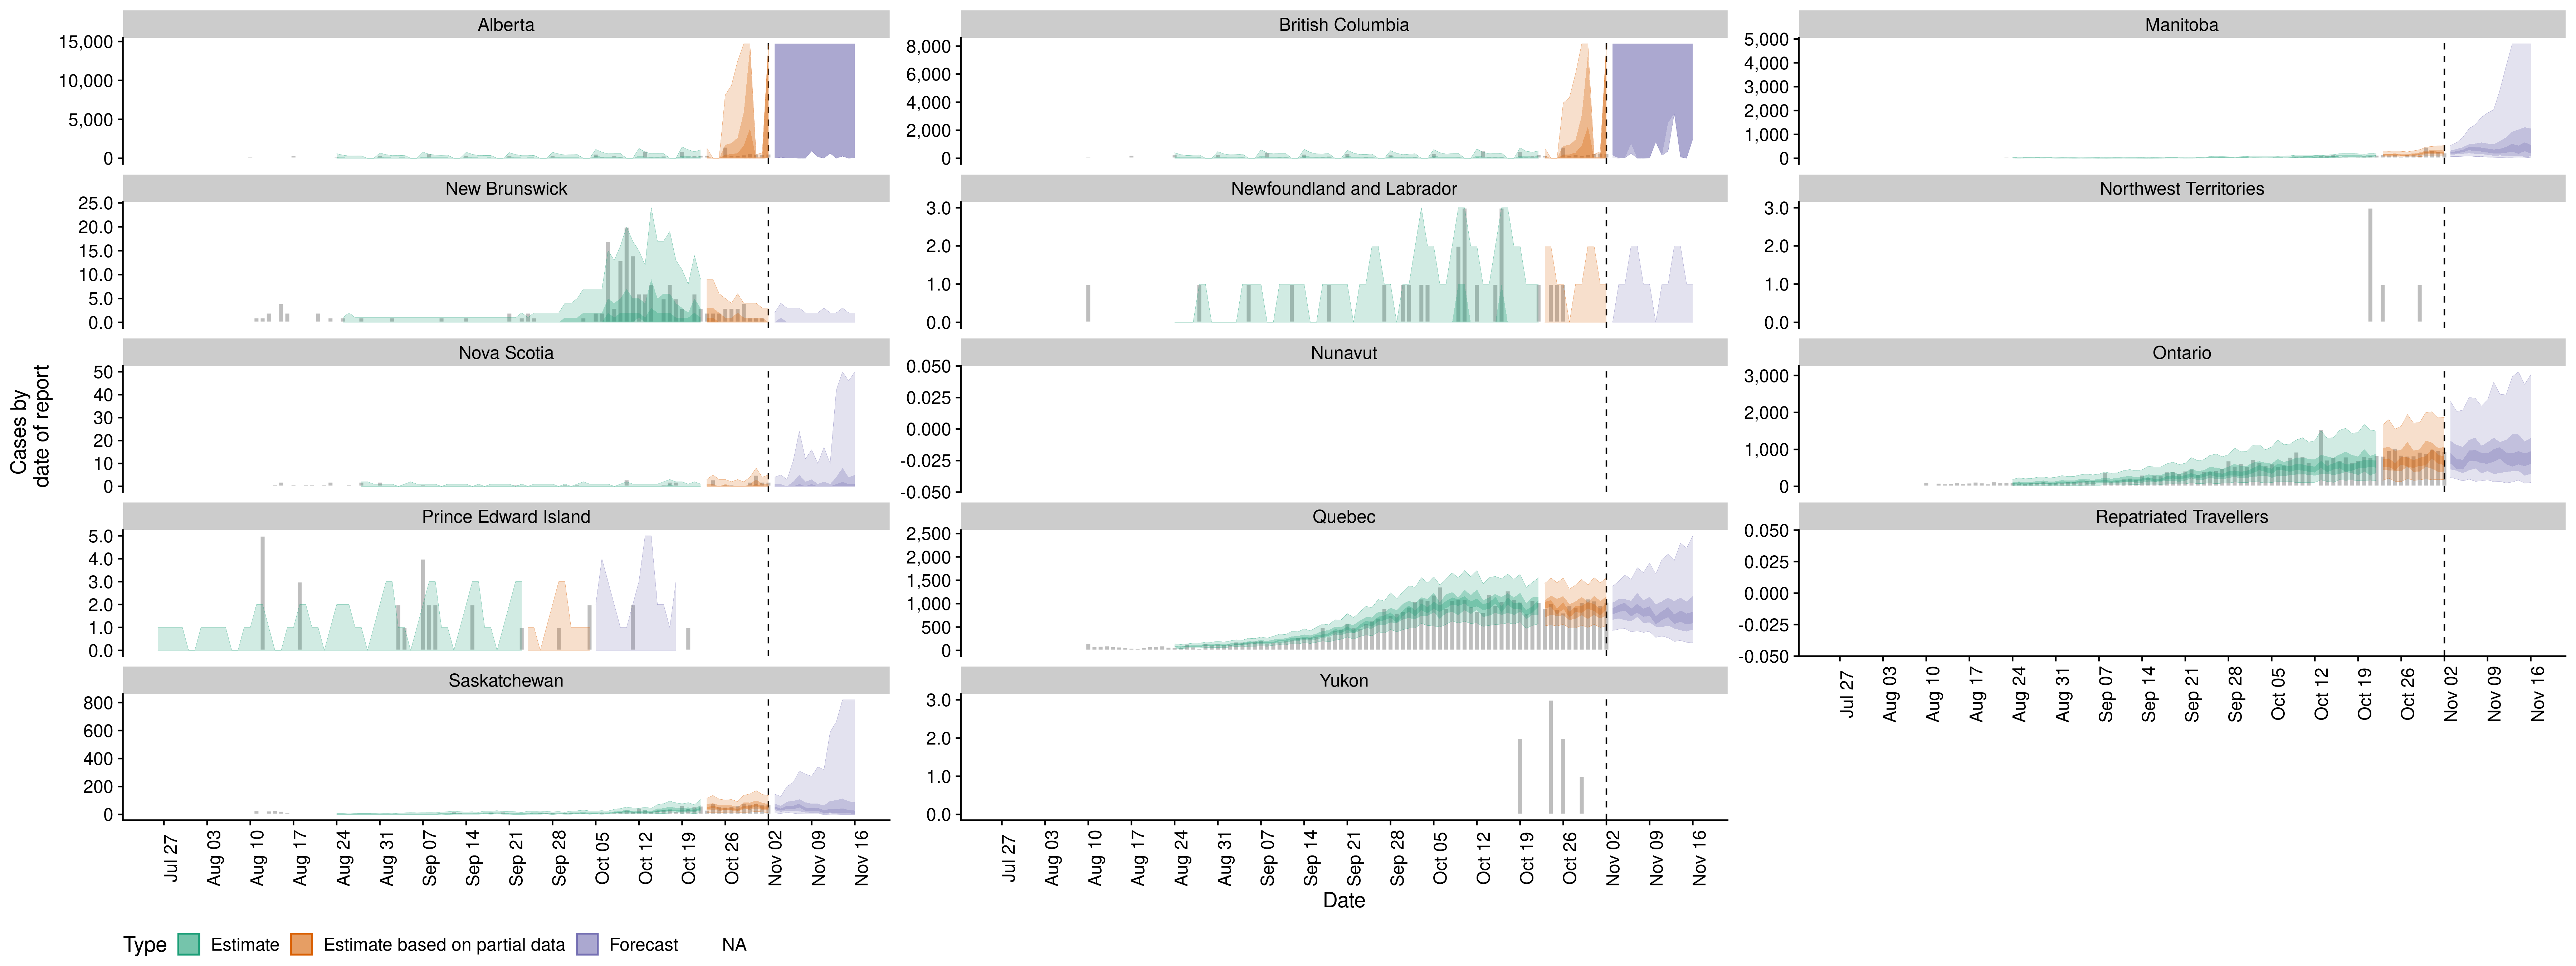 Alberta
British Columbia
Manitoba
15,000
10,000
5,000
0
8,000
6,000
4,000
2,000
0
5,000
4,000
3,000
2,000
1,000
0
New Brunswick
Newfoundland and Labrador
Northwest Territories
25.0
20.0
15.0
10.0
5.0
0.0
3.0
2.0
1.0
0.0
3.0
2.0
1.0
0.0
Nova Scotia
Nunavut
Ontario
50
40
30
20
10
0
0.050
0.025
0.000
-0.025
-0.050
3,000
2,000
1,000
0
Cases by
date of report
Prince Edward Island
Quebec
Repatriated Travellers
5.0
4.0
3.0
2.0
1.0
0.0
2,500
2,000
1,500
1,000
500
0
0.050
0.025
0.000
-0.025
-0.050
Jul 27
Aug 03
Aug 10
Aug 17
Aug 24
Aug 31
Sep 07
Sep 14
Sep 21
Sep 28
Oct 05
Oct 12
Oct 19
Oct 26
Nov 02
Nov 09
Nov 16
Saskatchewan
Yukon
800
600
400
200
0
3.0
2.0
1.0
0.0
Jul 27
Aug 03
Aug 10
Aug 17
Aug 24
Aug 31
Sep 07
Sep 14
Sep 21
Sep 28
Oct 05
Oct 12
Oct 19
Oct 26
Nov 02
Nov 09
Nov 16
Jul 27
Aug 03
Aug 10
Aug 17
Aug 24
Aug 31
Sep 07
Sep 14
Sep 21
Sep 28
Oct 05
Oct 12
Oct 19
Oct 26
Nov 02
Nov 09
Nov 16
Date
Type Estimate Estimate based on partial data Forecast NA